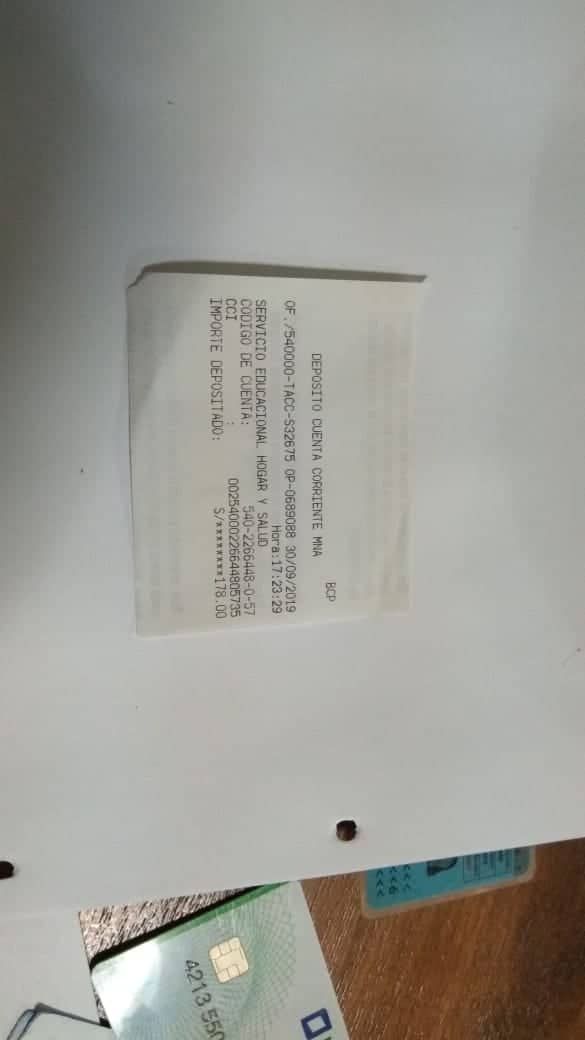 BCP
DEPOSITO CUENTA CORRIENTE MNA
OF./540000-TACC-S32675 OP-0689088 30/09/2019
Hora:17:23:29
SERVICIO EDUCACIONAL HOGAR Y SALUD
CODIGO DE CUENTA: 540-2266448-0-57
CCI : 00254000226644805735
IMPORTE DEPOSITADO: S/********178.00
<<<
<<<6
<<<
4213 550